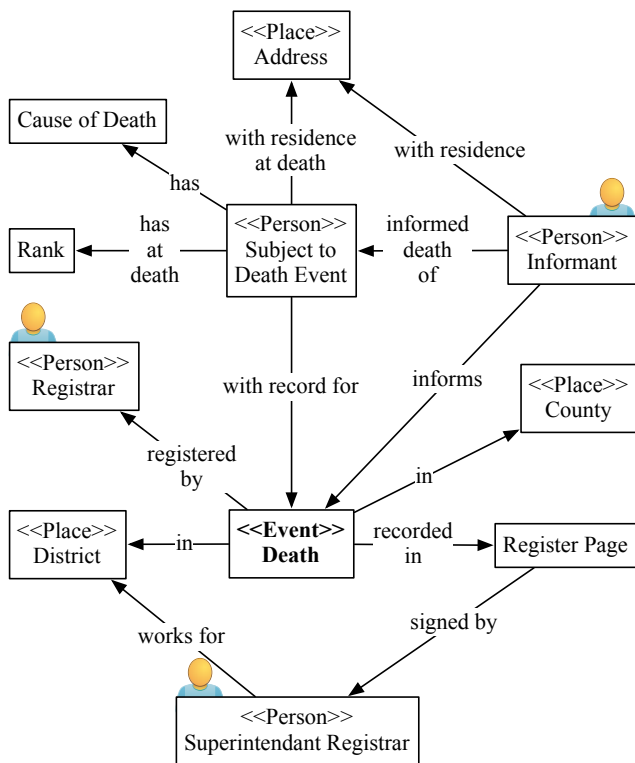 <<Place>>
Address
Cause of Death
with residence
at death
with residence
has
<<Person>>
Subject to
Death Event
has
at
death
Rank
informed
death
of
<<Person>>
Informant
<<Person>>
Registrar
with record for
informs
<<Place>>
County
registered
by
in
<<Place>>
District
in
<<Event>>
Death
recorded
in
Register Page
works for
signed by
<<Person>>
Superintendant Registrar